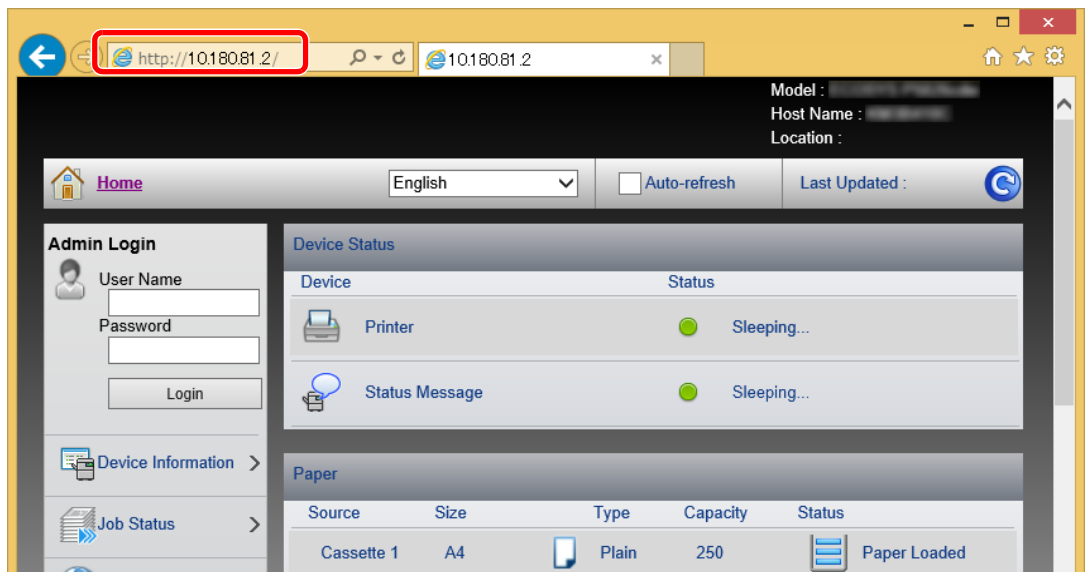 http://10.180.81.2/
10.180.81.2
Model :
Host Name :
Location :
Home
English
Auto-refresh
Last Updated :
Admin Login
User Name
Password
Login
Device Information
Job Status
Device Status
Device Status
Printer Sleeping...
Status Message Sleeping...
Paper
Source Size Type Capacity Status
Cassette 1 A4 Plain 250 Paper Loaded